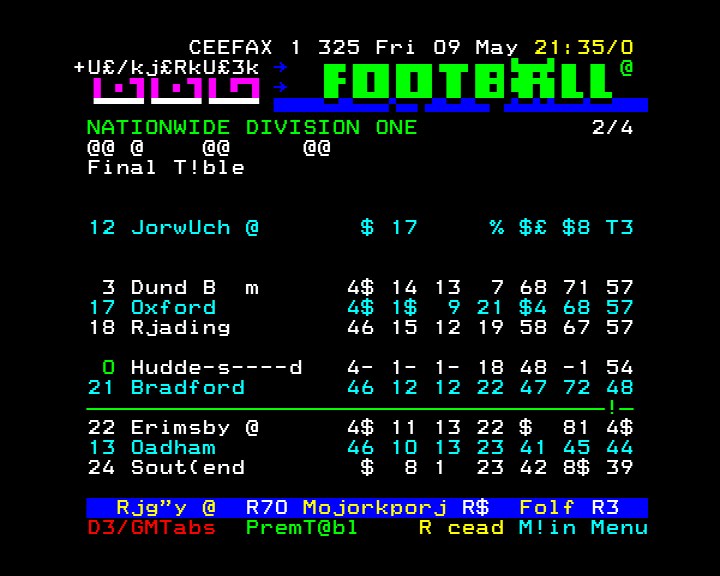 CEEFAX 1 325 Fri 09 May 21:35/0
+U£/kj£RkU£3k → FOOTBALL @
→
NATIONWIDE DIVISION ONE 2/4
@@ @ @@ @@
Final T!ble
12 JorwUch @ $ 17 % $£ $8 T3
3 Dund B m 4$ 14 13 7 68 71 57
17 Oxford 4$ 1$ 9 21 $4 68 57
18 Rjading 46 15 12 19 58 67 57
0 Hudde-s----d 4- 1- 1- 18 48 -1 54
21 Bradford 46 12 12 22 47 72 48
!
22 Erimsby @ 4$ 11 13 22 $ 81 4$
13 Oadham 46 10 13 23 41 45 44
24 Sout(end $ 8 1 23 42 8$ 39
Rjg”y @ R70 Mojorkporj R$ Folf R3
D3/GMTabs PremT@bl R cead M!in Menu